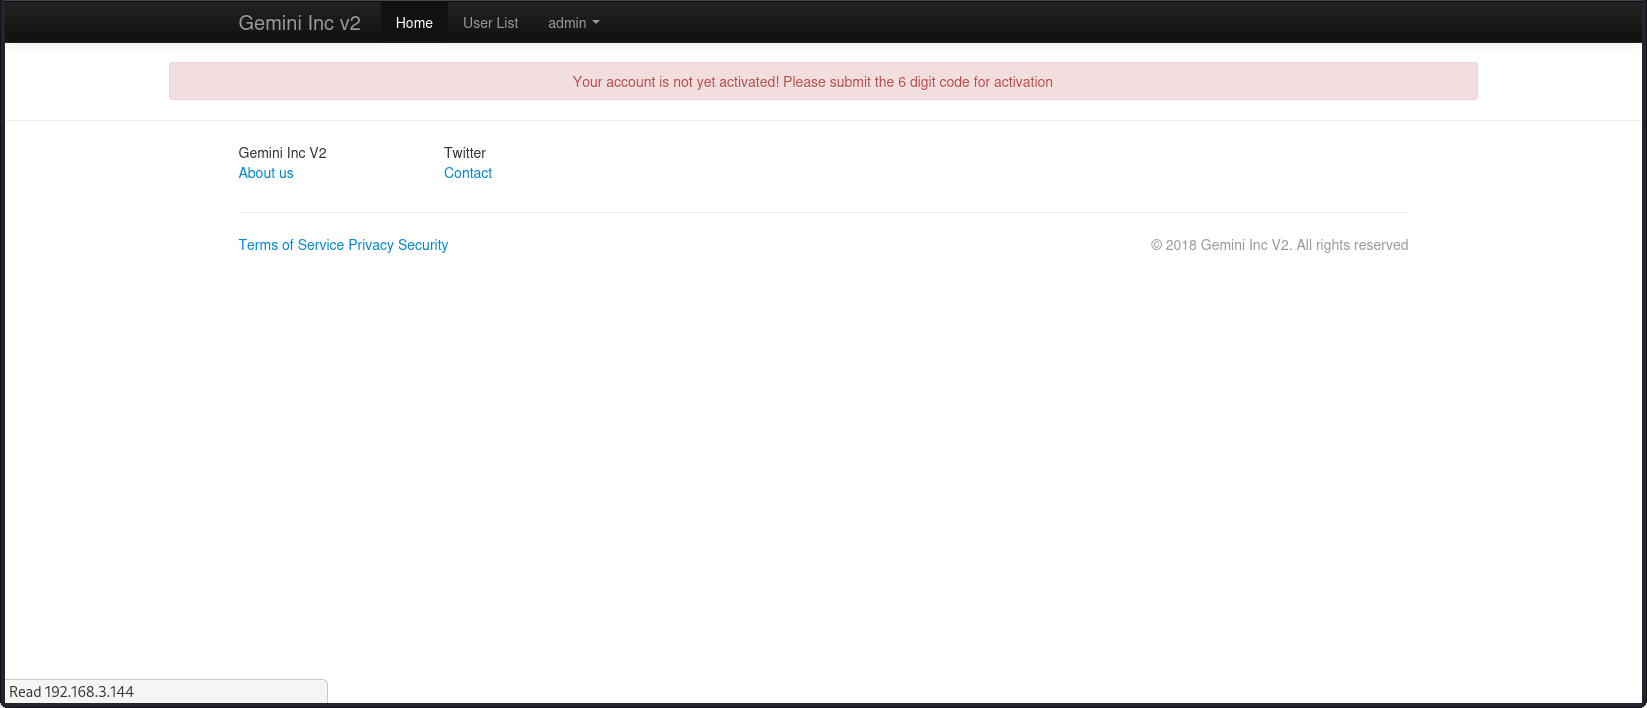 Gemini Inc v2 Home User List admin
Your account is not yet activated! Please submit the 6 digit code for activation
Gemini Inc V2 Twitter
About us Contact
Terms of Service Privacy Security © 2018 Gemini Inc V2. All rights reserved
Read 192.168.3.144